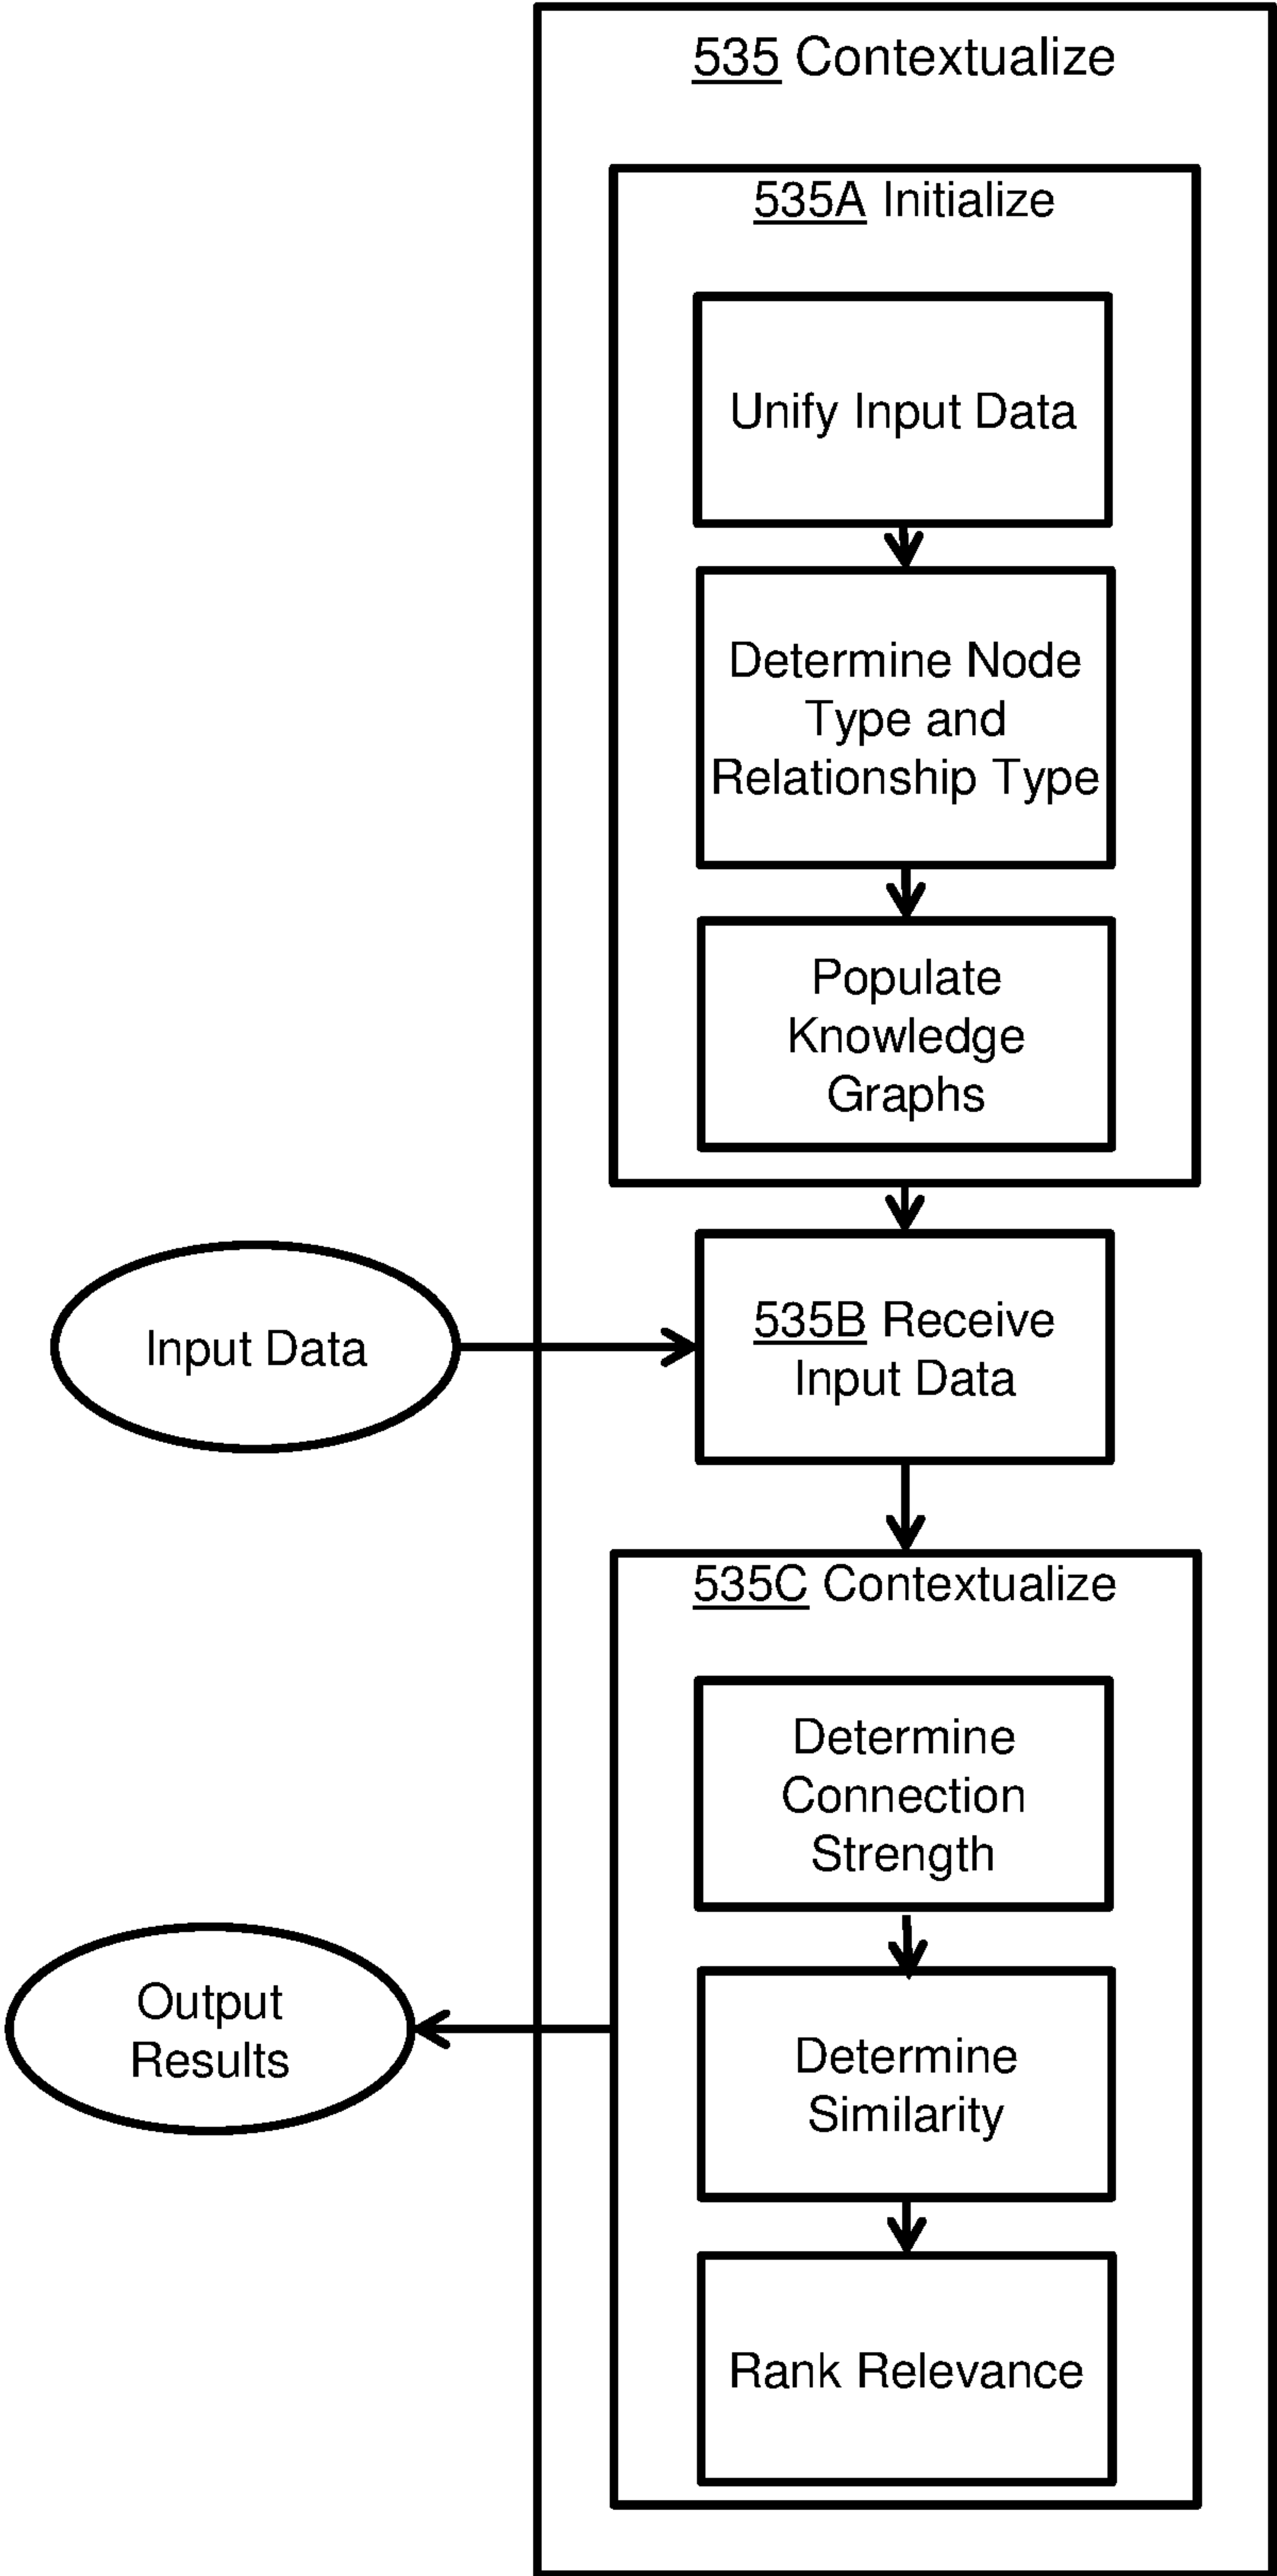 535 Contextualize
535A Initialize
Unify Input Data
Determine Node
Type and
Relationship Type
Populate
Knowledge
Graphs
Input Data
535B Receive
Input Data
535C Contextualize
Determine
Connection
Strength
Output
Results
Determine
Similarity
Rank Relevance